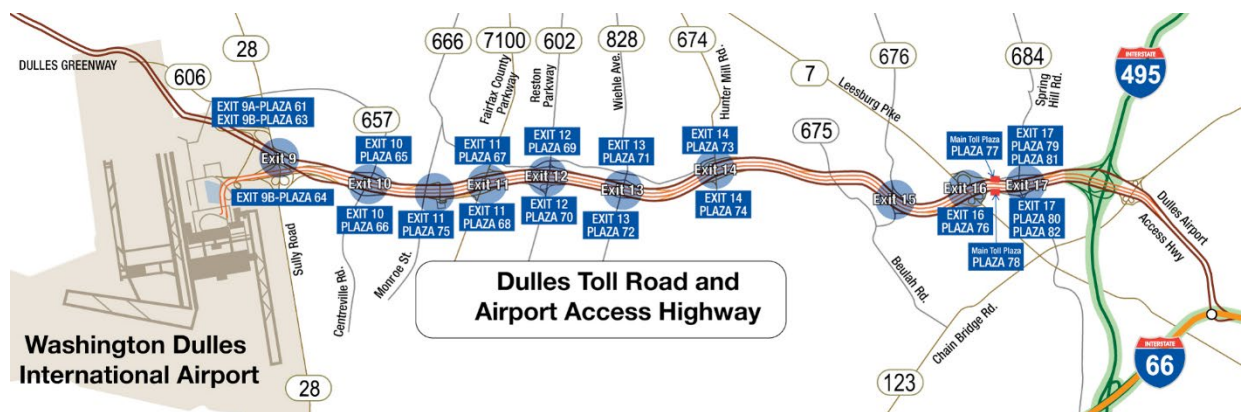 DULLES GREENWAY
606
28
EXIT 9A-PLAZA 61
EXIT 9B-PLAZA 63
Exit 9
EXIT 9B-PLAZA 64
Sully Road
28
Washington Dulles
International Airport
657
EXIT 10
PLAZA 65
Exit 10
EXIT 10
PLAZA 66
Centreville Rd.
666
EXIT 11
PLAZA 75
Monroe St.
7100
Fairfax County
Parkway
EXIT 11
PLAZA 67
Exit 11
EXIT 11
PLAZA 68
602
Reston
Parkway
EXIT 12
PLAZA 69
Exit 12
EXIT 12
PLAZA 70
828
Wiehle Ave.
EXIT 13
PLAZA 71
Exit 13
EXIT 13
PLAZA 72
674
Hunter Mill Rd.
EXIT 14
PLAZA 73
Exit 14
EXIT 14
PLAZA 74
Dulles Toll Road and
Airport Access Highway
7
Leesburg Pike
675
676
Exit 15
Beulah Rd.
Chain Bridge Rd.
123
Main Toll Plaza
PLAZA 77
Exit 16
EXIT 16
PLAZA 76
Main Toll Plaza
PLAZA 78
684
Spring
Hill Rd.
EXIT 17
PLAZA 79
PLAZA 81
Exit 17
EXIT 17
PLAZA 80
PLAZA 82
INTERSTATE
495
Dulles Airport
Access Hwy
INTERSTATE
66